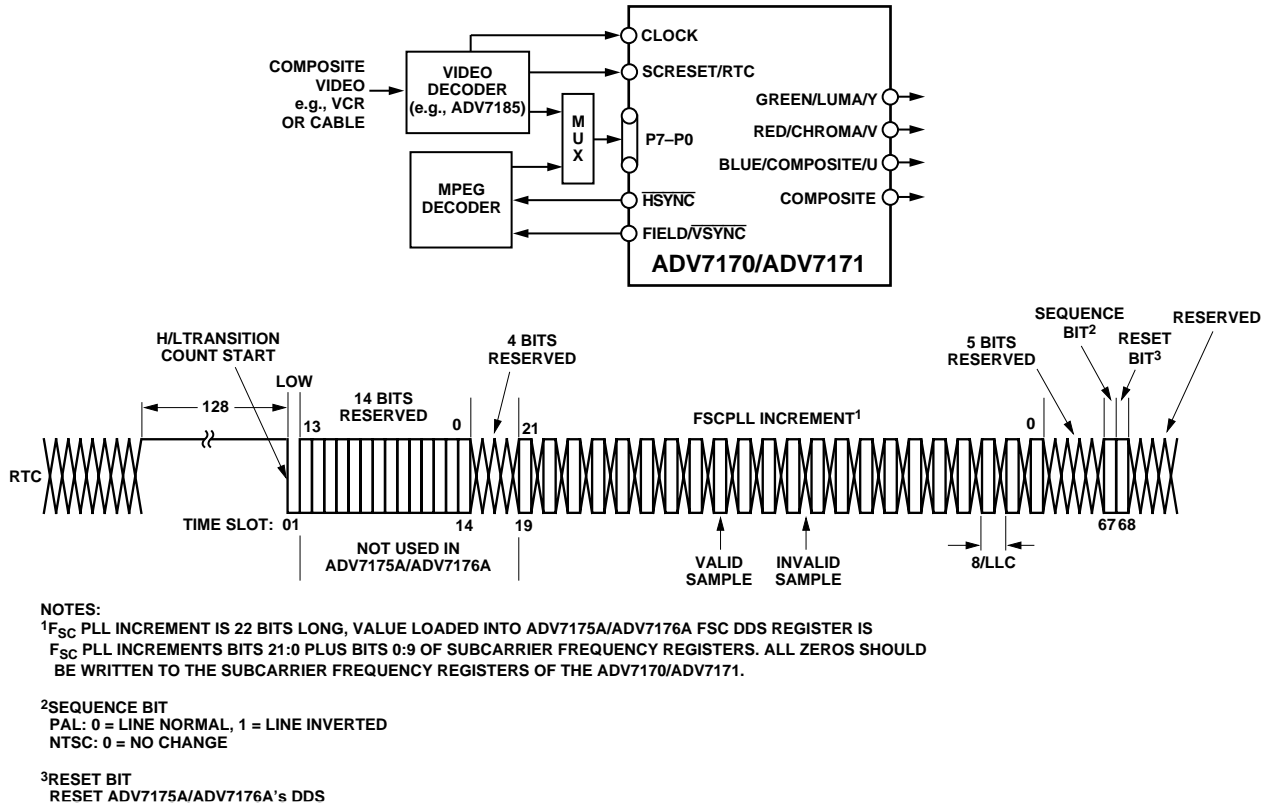 COMPOSITE
VIDEO
e.g., VCR
OR CABLE
VIDEO
DECODER
(e.g., ADV7185)
MPEG
DECODER
M
U
X
CLOCK
SCRESET/RTC
P7–P0
HSYNC
FIELD/VSYNC
GREEN/LUMA/Y
RED/CHROMA/V
BLUE/COMPOSITE/U
COMPOSITE
ADV7170/ADV7171
H/LTRANSITION
COUNT START
LOW
128
13
14 BITS
RESERVED
0
4 BITS
RESERVED
21
FSCPLL INCREMENT1
0
5 BITS
RESERVED
SEQUENCE
BIT2
RESET
BIT3
RESERVED
RTC
TIME SLOT: 01
14
19
67 68
NOT USED IN
ADV7175A/ADV7176A
VALID
SAMPLE
INVALID
SAMPLE
8/LLC
NOTES:
1FSC PLL INCREMENT IS 22 BITS LONG, VALUE LOADED INTO ADV7175A/ADV7176A FSC DDS REGISTER IS
FSC PLL INCREMENTS BITS 21:0 PLUS BITS 0:9 OF SUBCARRIER FREQUENCY REGISTERS. ALL ZEROS SHOULD
BE WRITTEN TO THE SUBCARRIER FREQUENCY REGISTERS OF THE ADV7170/ADV7171.
2SEQUENCE BIT
PAL: 0 = LINE NORMAL, 1 = LINE INVERTED
NTSC: 0 = NO CHANGE
3RESET BIT
RESET ADV7175A/ADV7176A's DDS